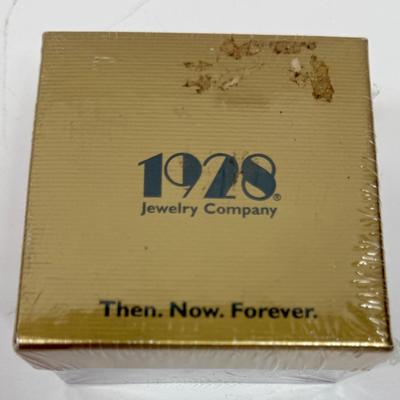 1928®
Jewelry Company
Then. Now. Forever.